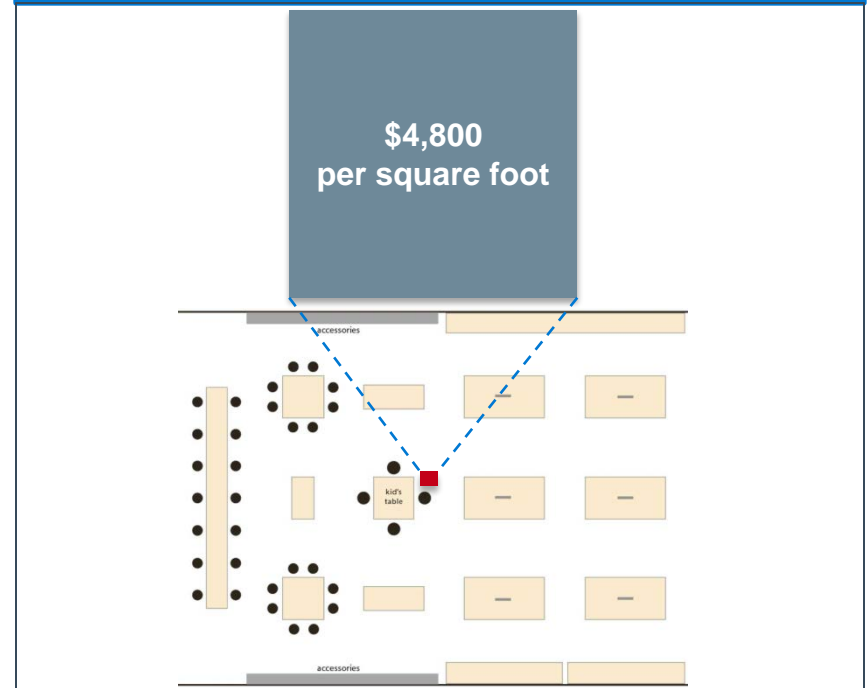 $4,800
per square foot
accessories
kid's
table
accessories